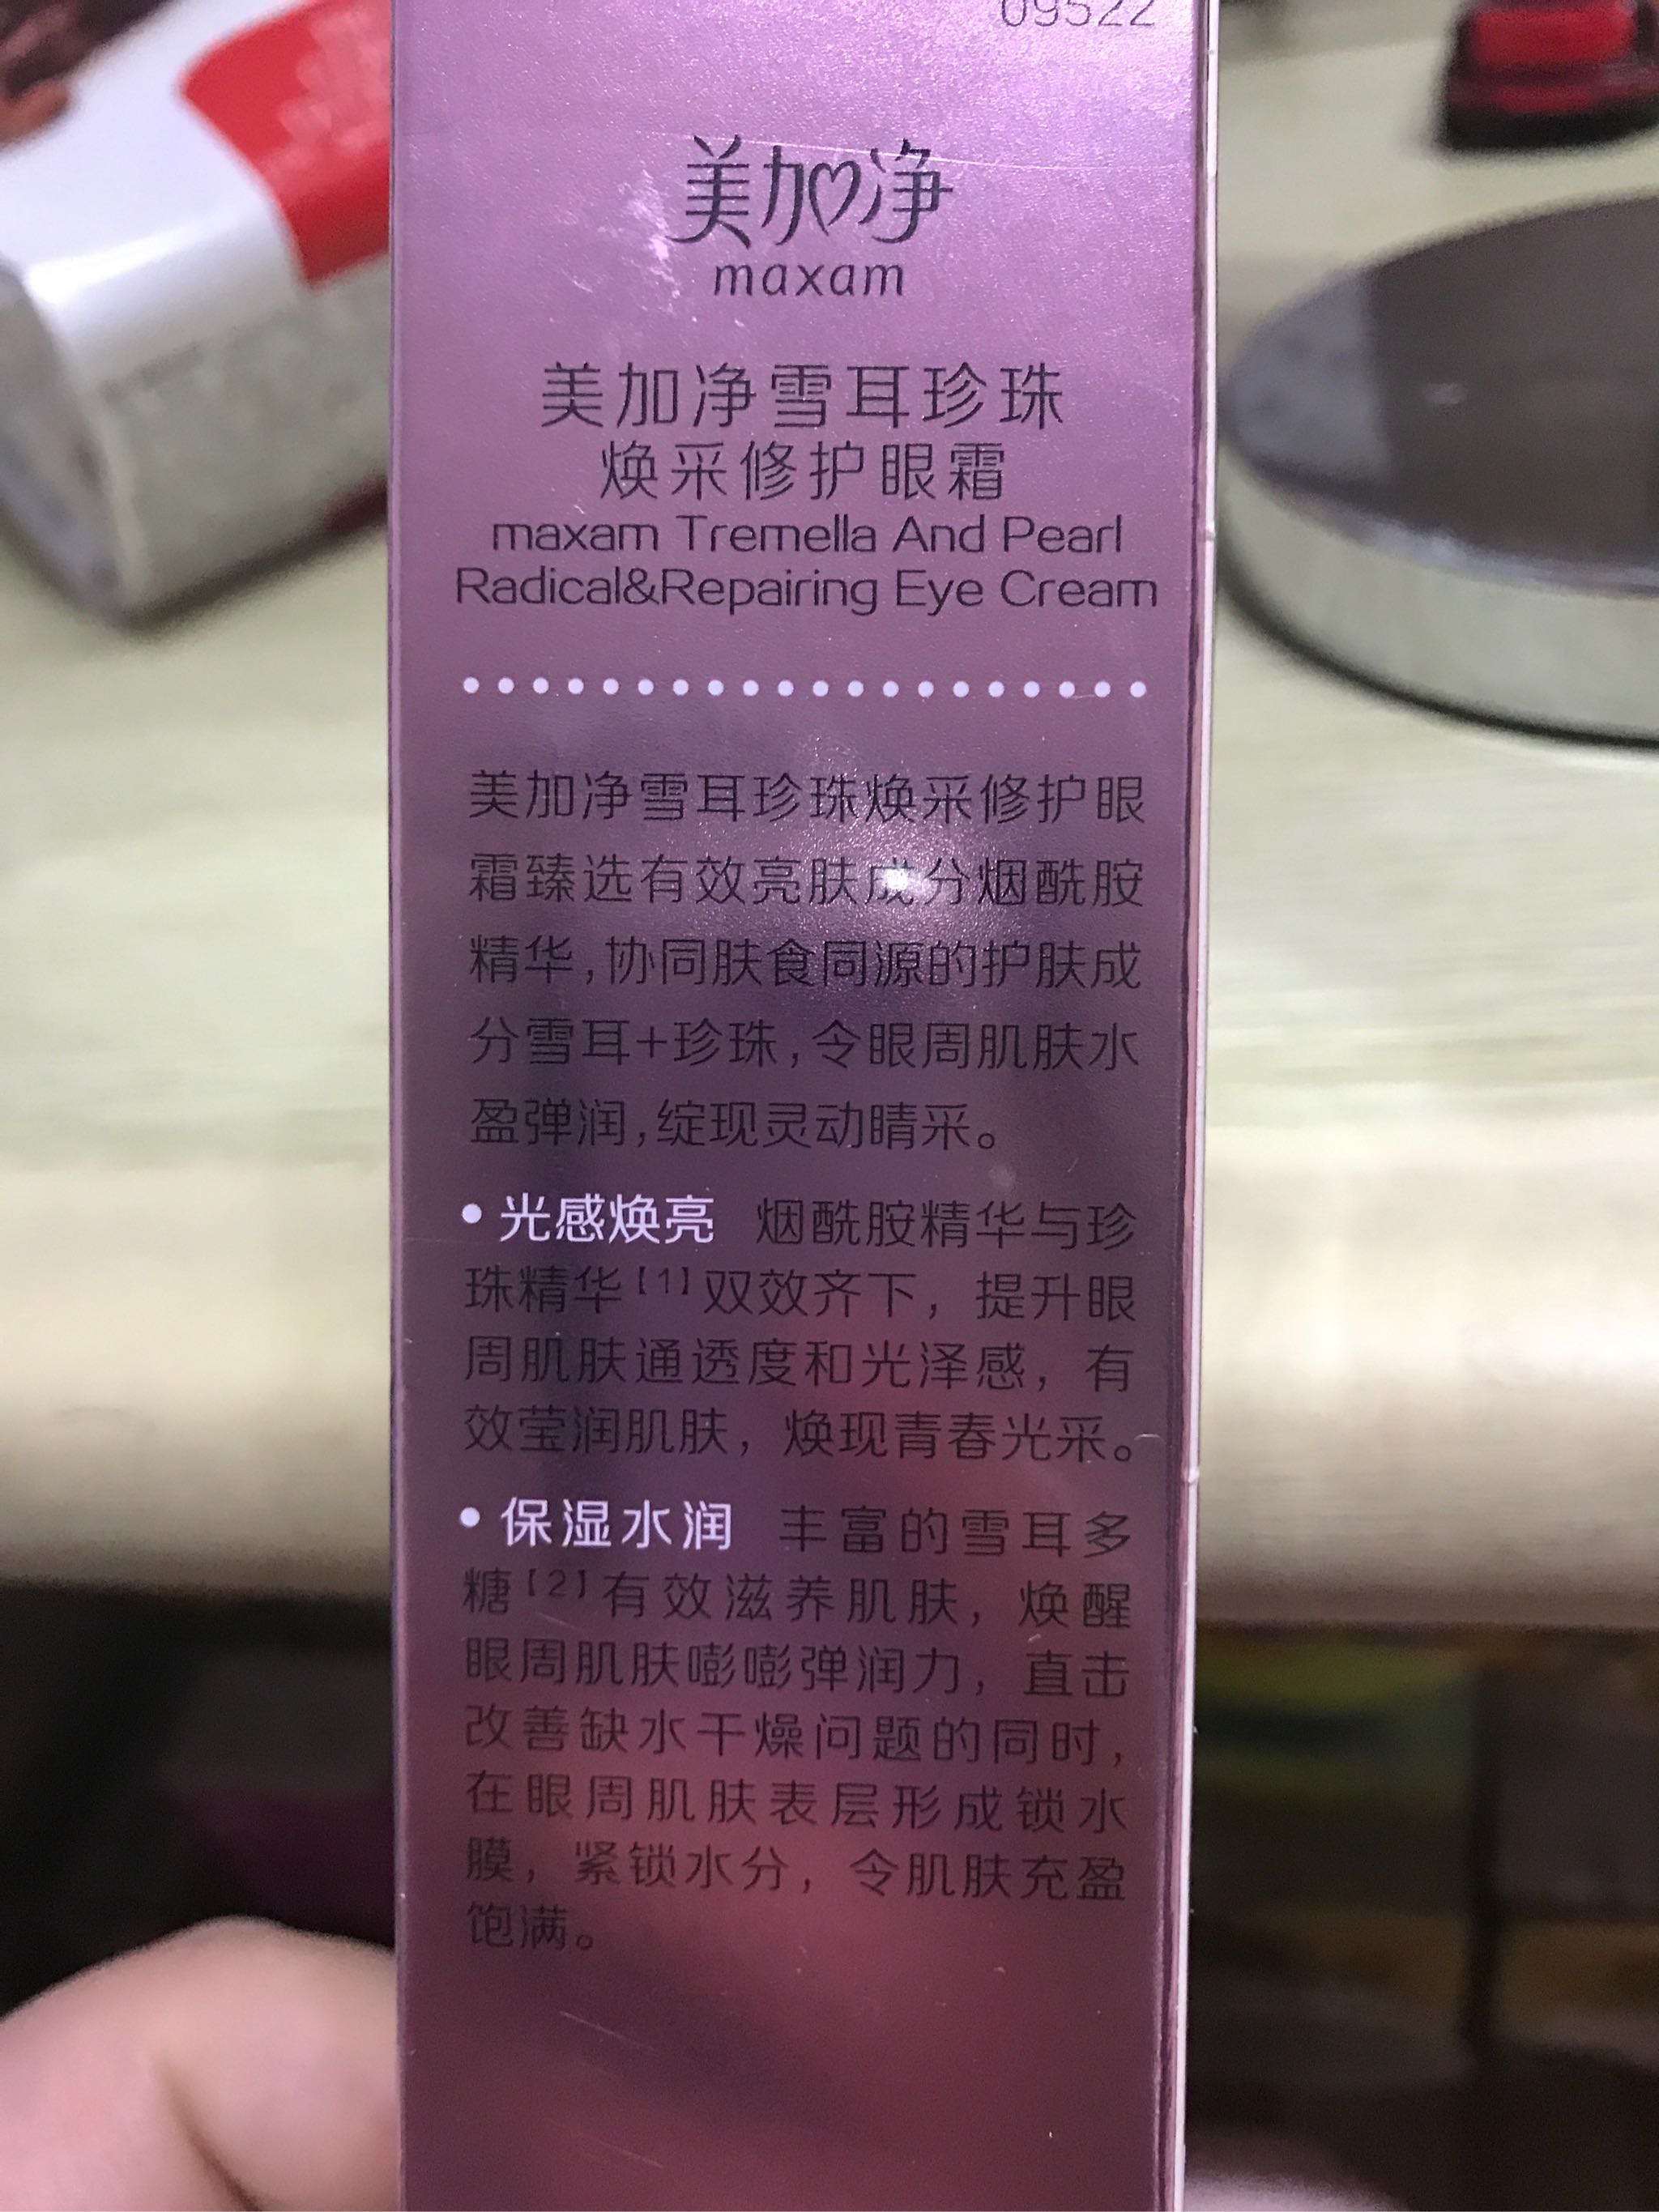 09522
美加净
maxam
美加净雪耳珍珠
焕采修护眼霜
maxam Tremella And Pearl
Radical&Repairing Eye Cream
美加净雪耳珍珠焕采修护眼
霜臻选有效亮肤成分烟酰胺
精华,协同肤食同源的护肤成
分雪耳+珍珠,令眼周肌肤水
盈弹润,绽现灵动睛采。
• 光感焕亮 烟酰胺精华与珍
珠精华【1】双效齐下，提升眼
周肌肤通透度和光泽感，有
效莹润肌肤，焕现青春光采。
• 保湿水润 丰富的雪耳多
糖【2】有效滋养肌肤，焕醒
眼周肌肤嘭嘭弹润力，直击
改善缺水干燥问题的同时，
在眼周肌肤表层形成锁水
膜，紧锁水分，令肌肤充盈
饱满。